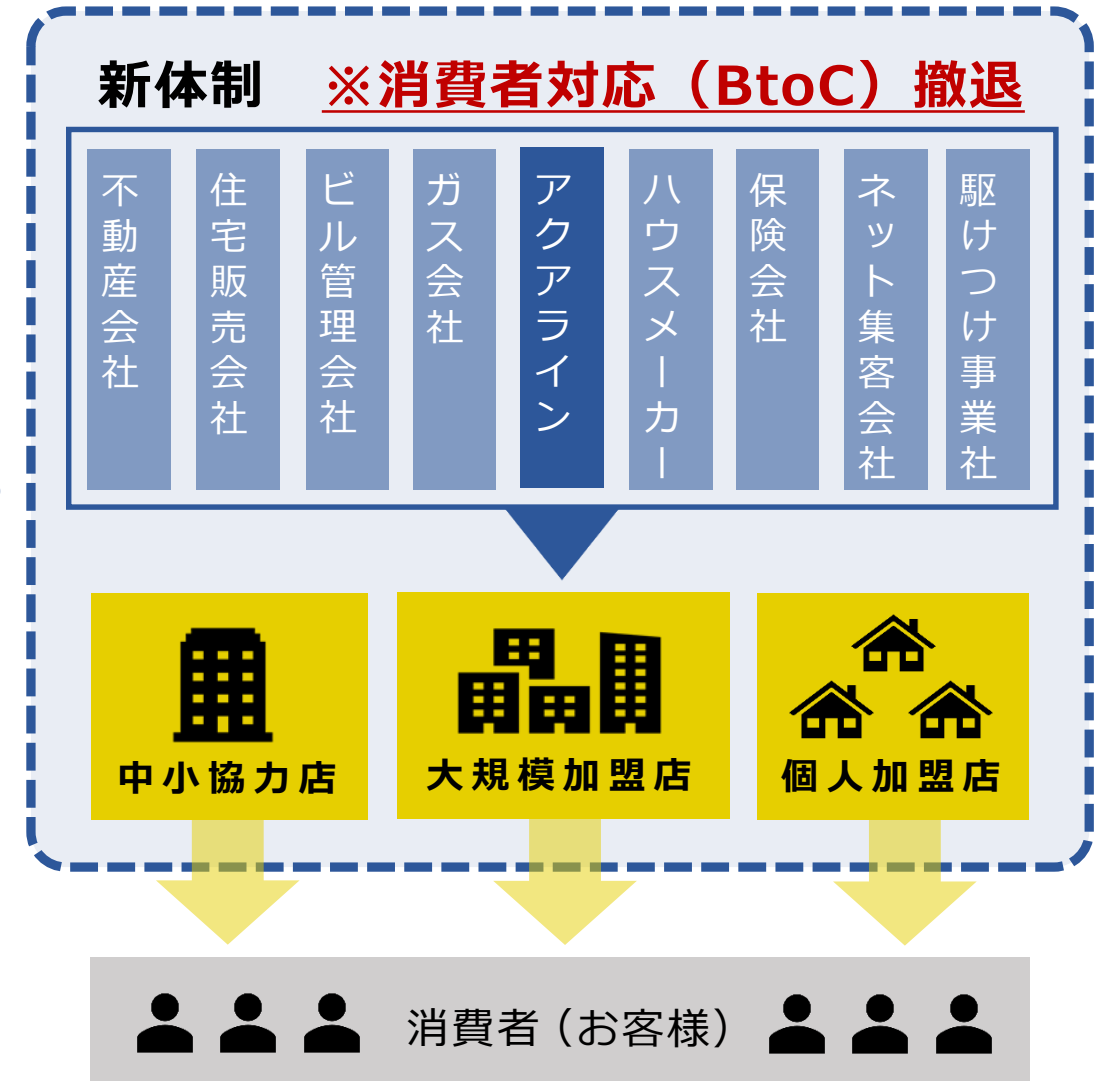 新体制 ※消費者対応（BtoC）撤退
不動産会社
住宅販売会社
ビル管理会社
ガス会社
アクアライン
ハウスメーカー
保険会社
ネット集客会社
駆けつけ事業社
中小協力店
大規模加盟店
個人加盟店
消費者（お客様）